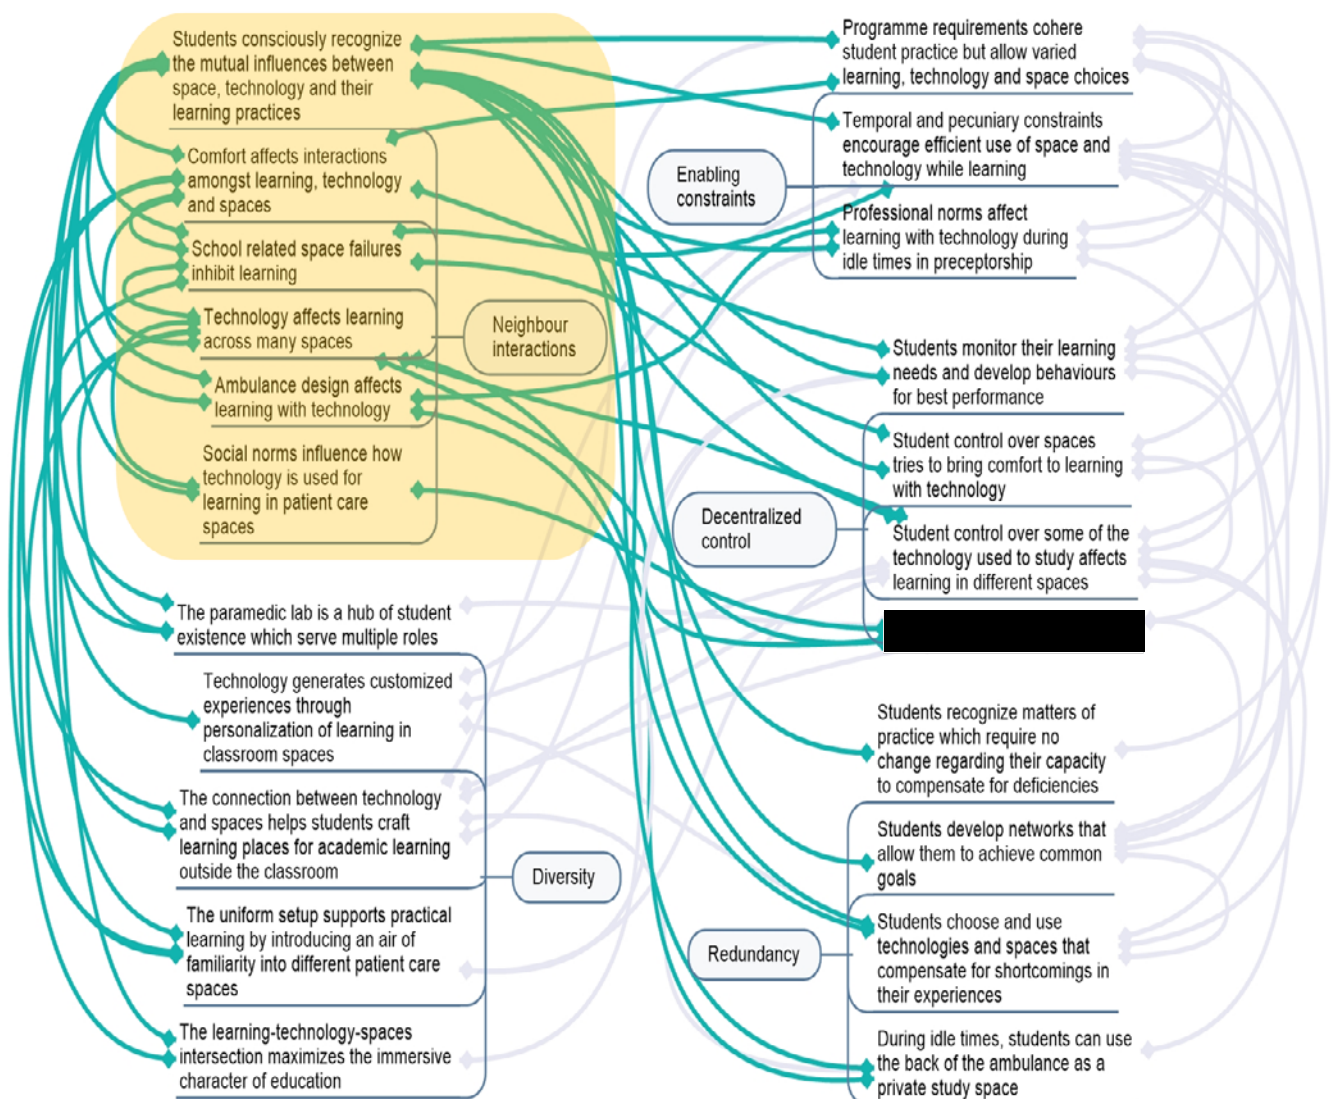 Students consciously recognize
the mutual influences between
space, technology and their
learning practices
Comfort affects interactions
amongst learning, technology
and spaces
School related space failures
inhibit learning
Technology affects learning
across many spaces
Ambulance design affects
learning with technology
Social norms influence how
technology is used for
learning in patient care
spaces
Neighbour
interactions
The paramedic lab is a hub of student
existence which serve multiple roles
Technology generates customized
experiences through
personalization of learning in
classroom spaces
The connection between technology
and spaces helps students craft
learning places for academic learning
outside the classroom
The uniform setup supports practical
learning by introducing an air of
familiarity into different patient care
spaces
The learning-technology-spaces
intersection maximizes the immersive
character of education
Diversity
Programme requirements cohere
student practice but allow varied
learning, technology and space choices
Temporal and pecuniary constraints
encourage efficient use of space and
technology while learning
Professional norms affect
learning with technology during
idle times in preceptorship
Enabling
constraints
Students monitor their learning
needs and develop behaviours
for best performance
Student control over spaces
tries to bring comfort to learning
with technology
Student control over some of the
technology used to study affects
learning in different spaces
Decentralized
control
Students recognize matters of
practice which require no
change regarding their capacity
to compensate for deficiencies
Students develop networks that
allow them to achieve common
goals
Students choose and use
technologies and spaces that
compensate for shortcomings in
their experiences
During idle times, students can use
the back of the ambulance as a
private study space
Redundancy